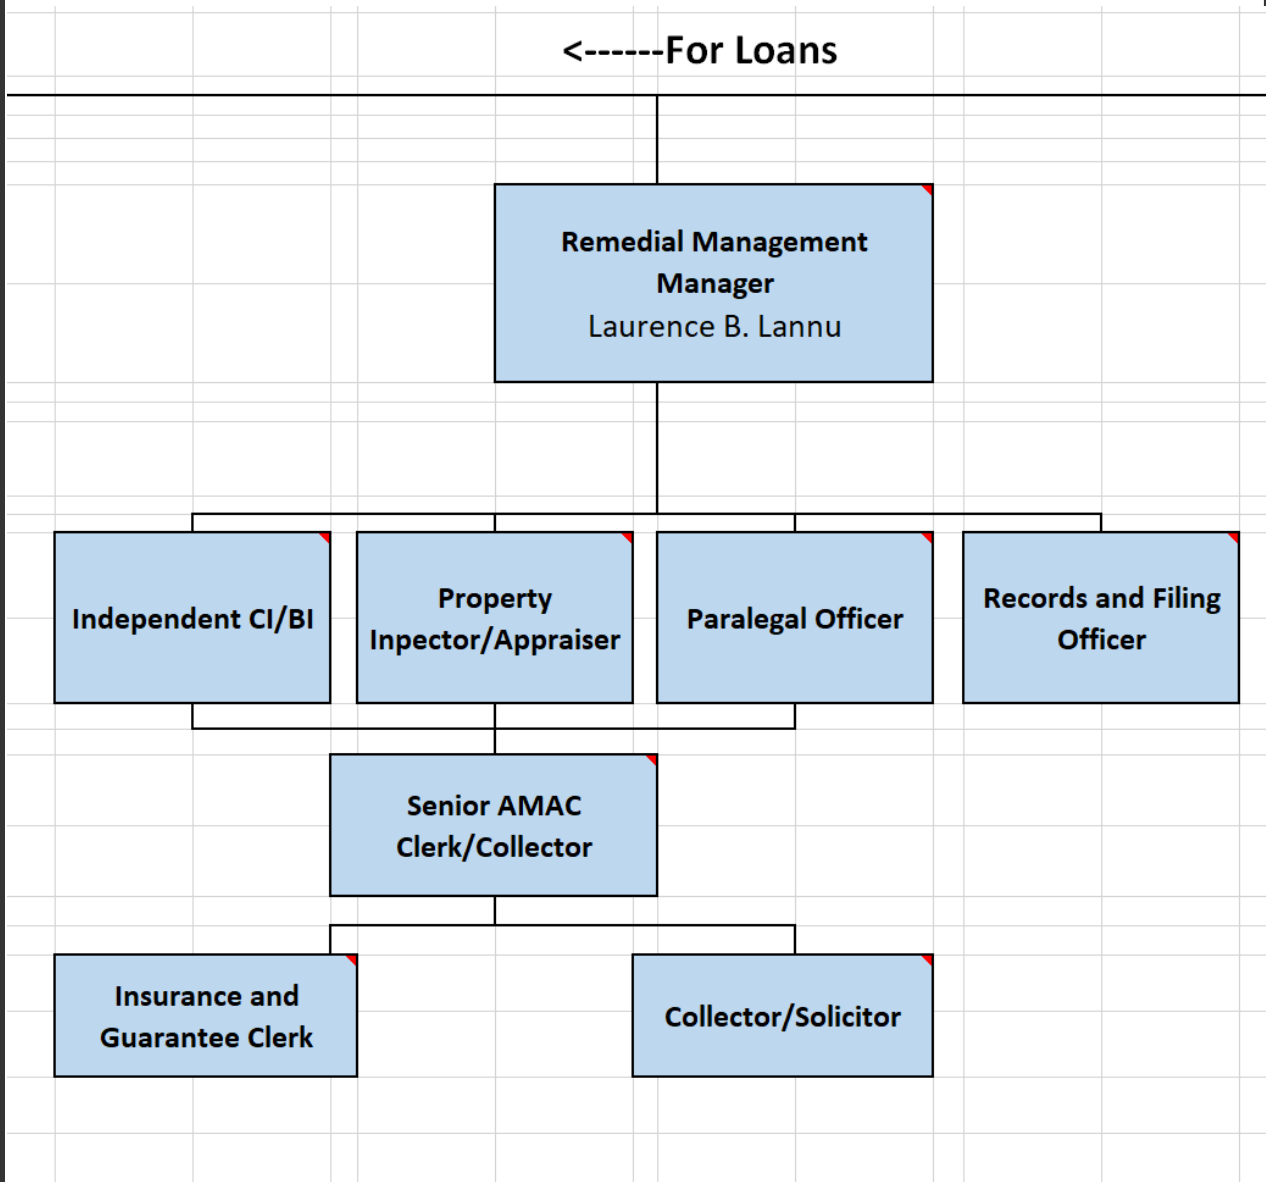 <------For Loans
Remedial Management
Manager
Laurence B. Lannu
Independent CI/BI
Property
Inpector/Appraiser
Paralegal Officer
Records and Filing
Officer
Senior AMAC
Clerk/Collector
Insurance and
Guarantee Clerk
Collector/Solicitor